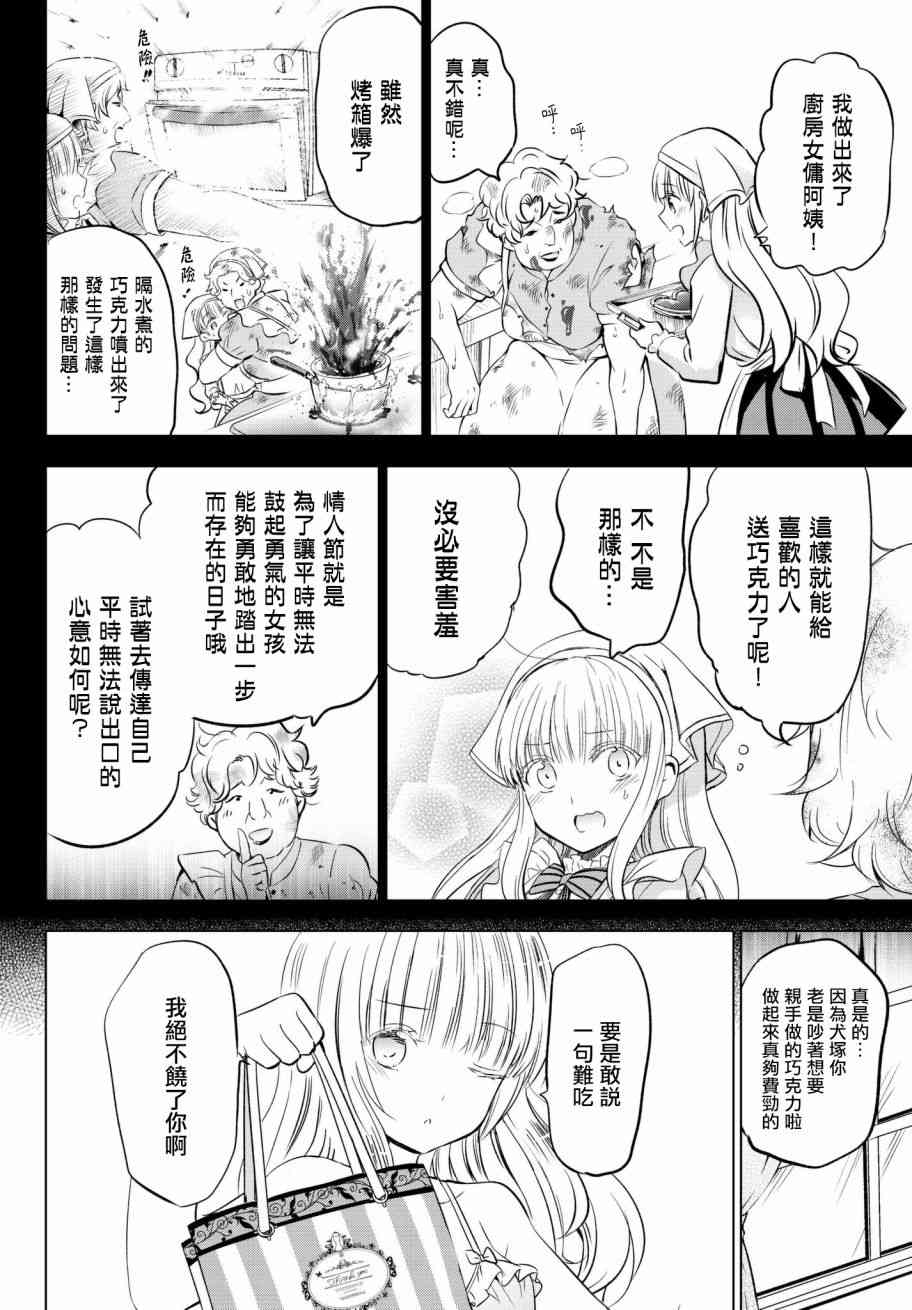 我做出來了
廚房女傭阿姨！
真…
真不錯呢…
呼…
呼…
雖然
烤箱爆了
危險!!
危險
隔水煮的
巧克力噴出來了
發生了這樣
那樣的問題…
這樣就能給
喜歡的人
送巧克力了呢！
不 不是
那樣的…
沒必要害羞
情人節就是
為了讓平時無法
鼓起勇氣的女孩
能夠勇敢地踏出一步
而存在的日子哦
試著去傳達自己
平時無法說出口的
心意如何呢？
真是的…
因為犬塚你
老是吵著想要
親手做的巧克力啦
做起來真夠費勁的
要是敢說
一句難吃
我絕不饒了你啊
Thank you